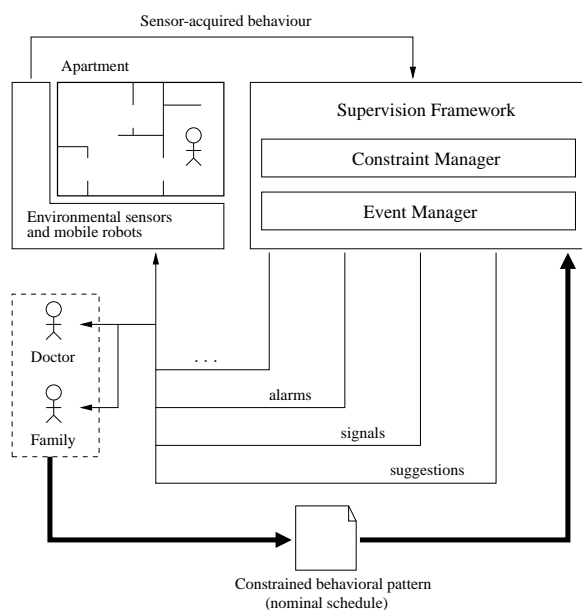 Sensor-acquired behaviour
Apartment
Supervision Framework
Constraint Manager
Event Manager
Environmental sensors
and mobile robots
Doctor
Family
. . .
alarms
signals
suggestions
Constrained behavioral pattern
(nominal schedule)